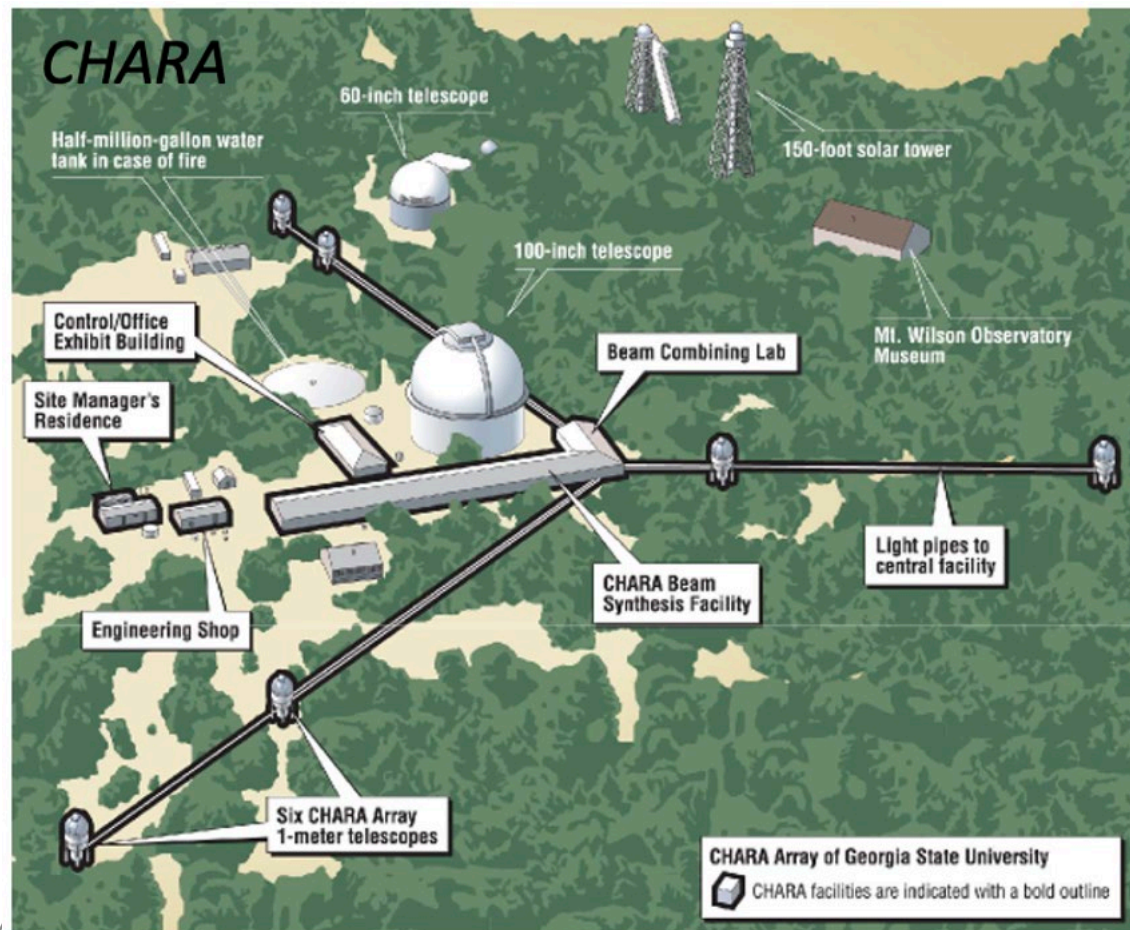 CHARA
60-inch telescope
Half-million-gallon water
tank in case of fire
150-foot solar tower
100-inch telescope
Control/Office
Exhibit Building
Beam Combining Lab
Mt. Wilson Observatory
Museum
Site Manager's
Residence
Light pipes to
central facility
CHARA Beam
Synthesis Facility
Engineering Shop
Six CHARA Array
1-meter telescopes
CHARA Array of Georgia State University
CHARA facilities are indicated with a bold outline